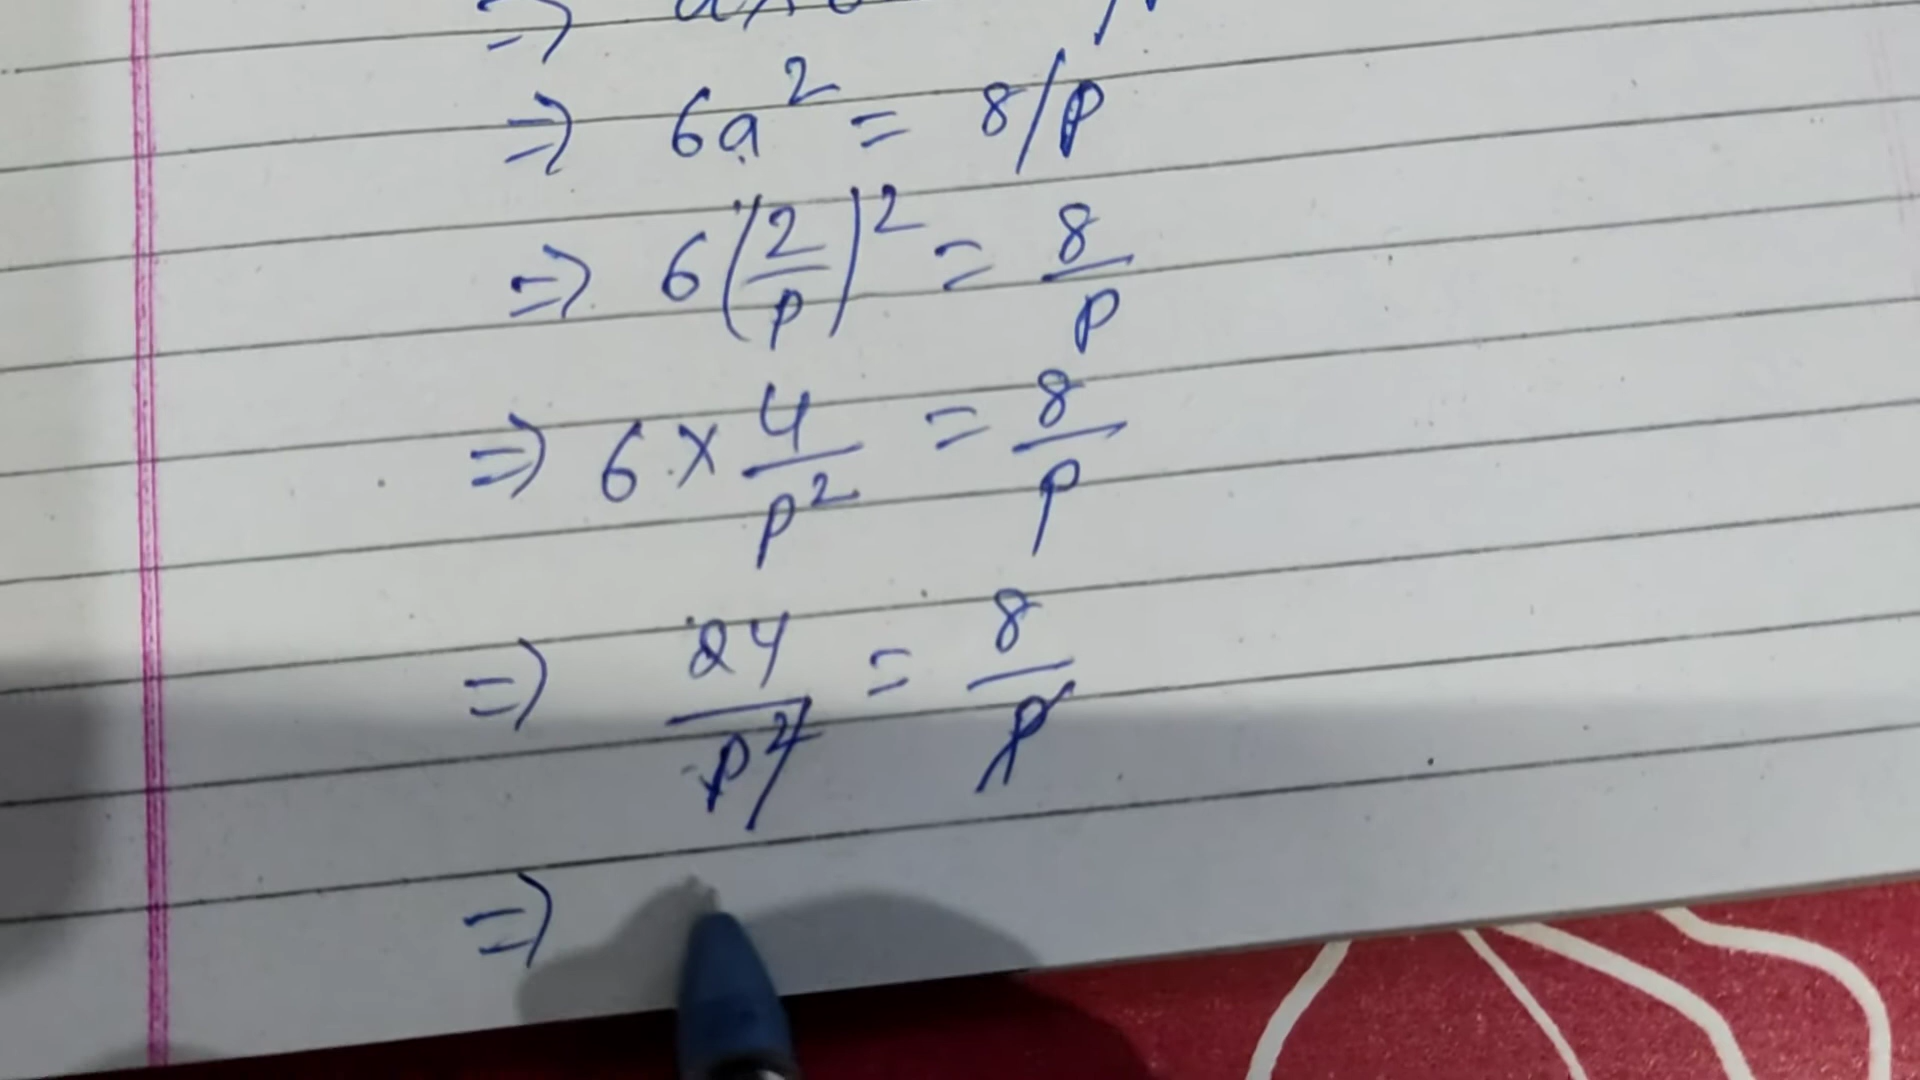 ⇒ 6a² = 8/p
⇒ 6(2/p)² = 8/p
⇒ 6 × 4/p² = 8/p
⇒ 24/p² = 8/p
⇒